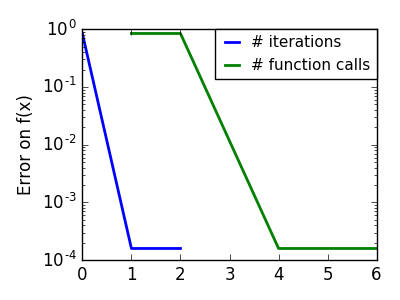 10^0
# iterations
# function calls
10^-1
10^-2
10^-3
10^-4
Error on f(x)
0 1 2 3 4 5 6